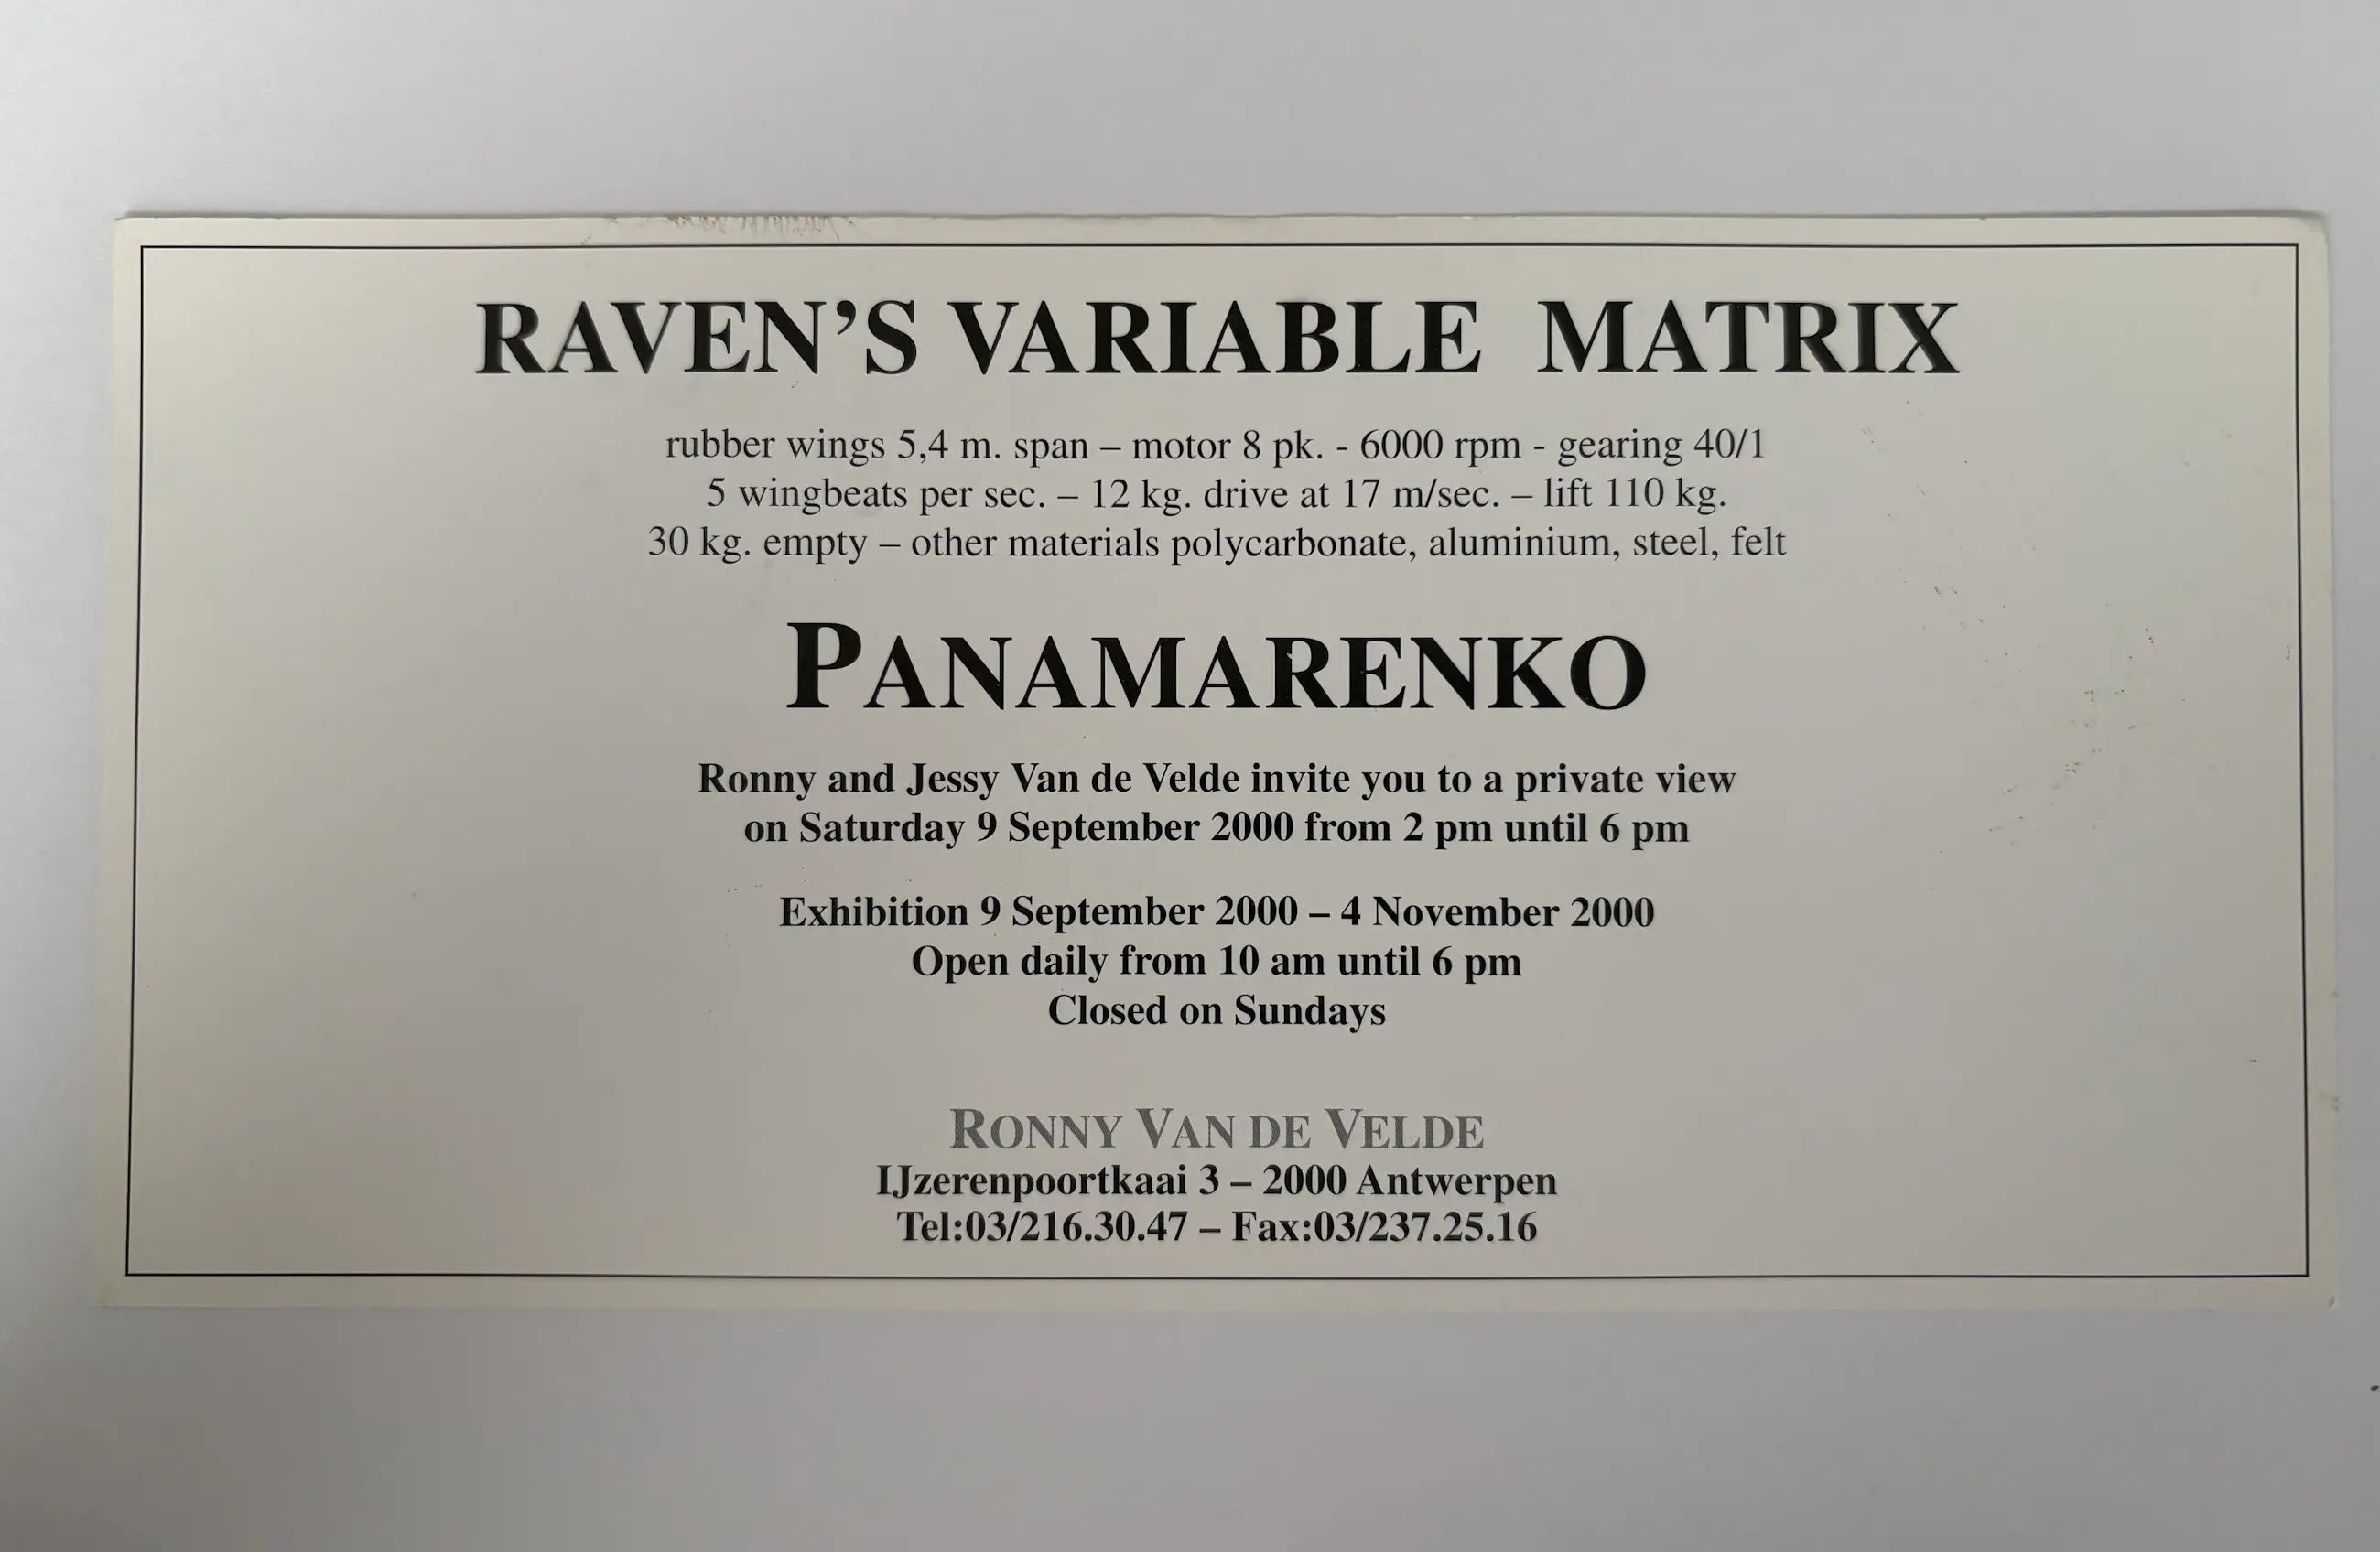 RAVEN’S VARIABLE MATRIX
rubber wings 5,4 m. span – motor 8 pk. - 6000 rpm - gearing 40/1
5 wingbeats per sec. – 12 kg. drive at 17 m/sec. – lift 110 kg.
30 kg. empty – other materials polycarbonate, aluminium, steel, felt
PANAMARENKO
Ronny and Jessy Van de Velde invite you to a private view
on Saturday 9 September 2000 from 2 pm until 6 pm
Exhibition 9 September 2000 – 4 November 2000
Open daily from 10 am until 6 pm
Closed on Sundays
RONNY VAN DE VELDE
IJzerenpoortkaai 3 – 2000 Antwerpen
Tel:03/216.30.47 – Fax:03/237.25.16